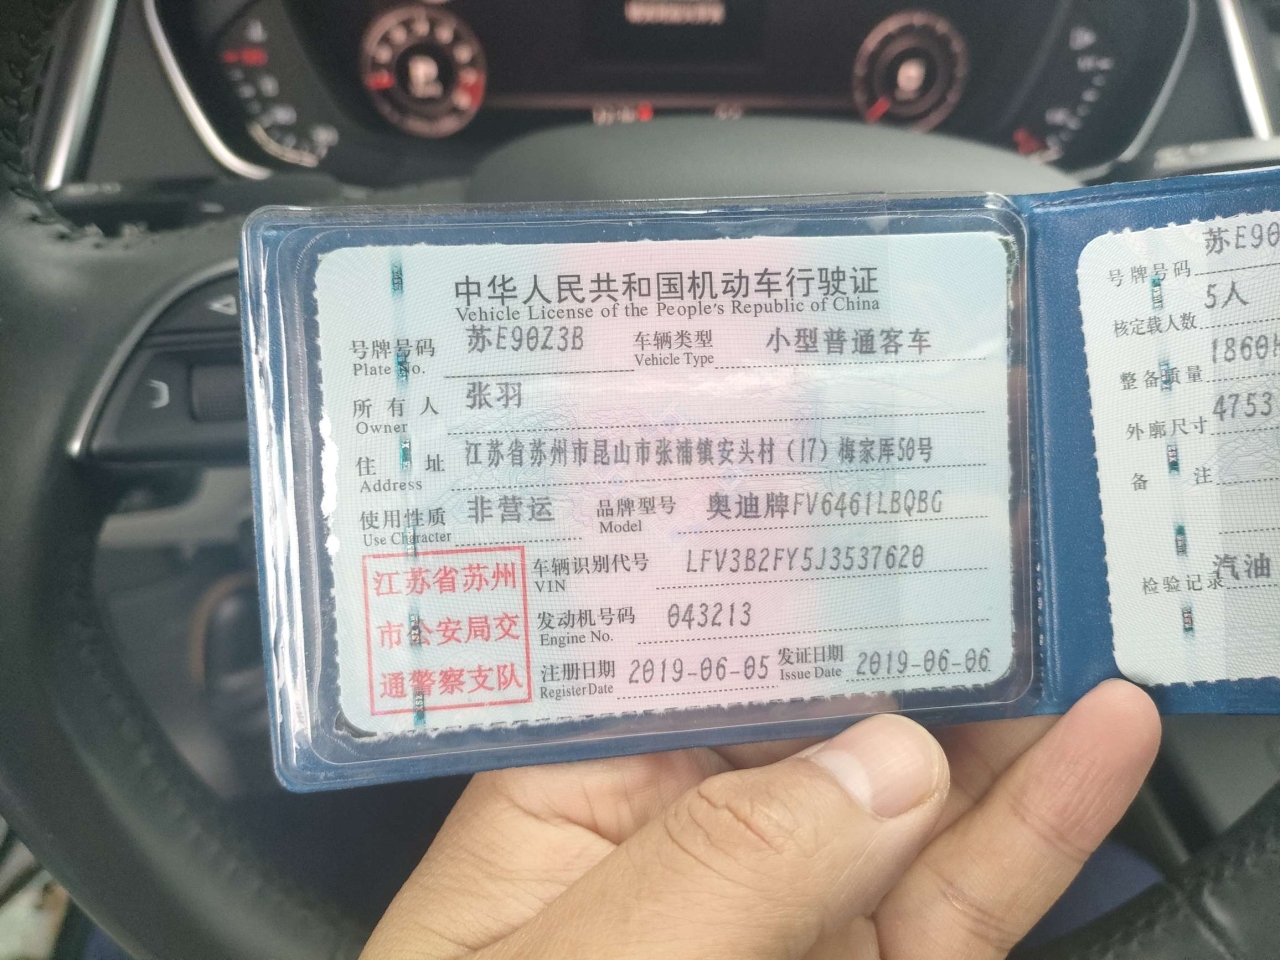 中华人民共和国机动车行驶证
Vehicle License of the People's Republic of China
号牌号码 苏E90Z3B 车辆类型 小型普通客车
Plate No. Vehicle Type
所有人 张羽
Owner
住址 江苏省苏州市昆山市张浦镇安头村(17)梅家厍50号
Address
使用性质 非营运 品牌型号 奥迪牌FV6461LBQBG
Use Character Model
江苏省苏州
市公安局交
通警察支队
车辆识别代号 LFV3B2FY5J3537620
VIN
发动机号码 043213
Engine No.
注册日期 2019-06-05 发证日期 2019-06-06
Register Date Issue Date
号牌号码 苏E90
核定载人数 5人
整备质量 1860k
外廓尺寸 4753
备注
检验记录 汽油